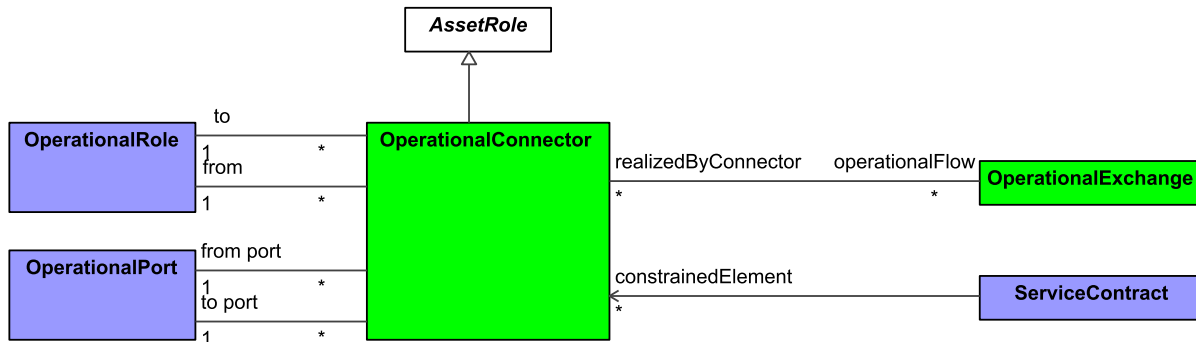 AssetRole
OperationalRole
to
1
*
from
1
*
OperationalConnector
realizedByConnector
*
operationalFlow
*
OperationalExchange
OperationalPort
from port
1
*
to port
1
*
constrainedElement
*
ServiceContract